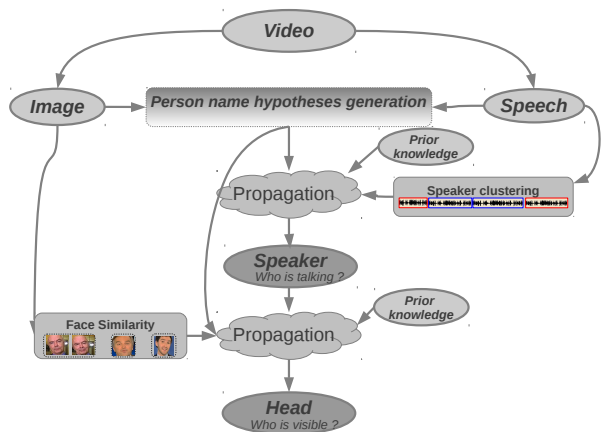 Video
Image
Person name hypotheses generation
Speech
Prior
knowledge
Propagation
Speaker clustering
Speaker
Who is talking ?
Prior
knowledge
Face Similarity
Propagation
Head
Who is visible ?